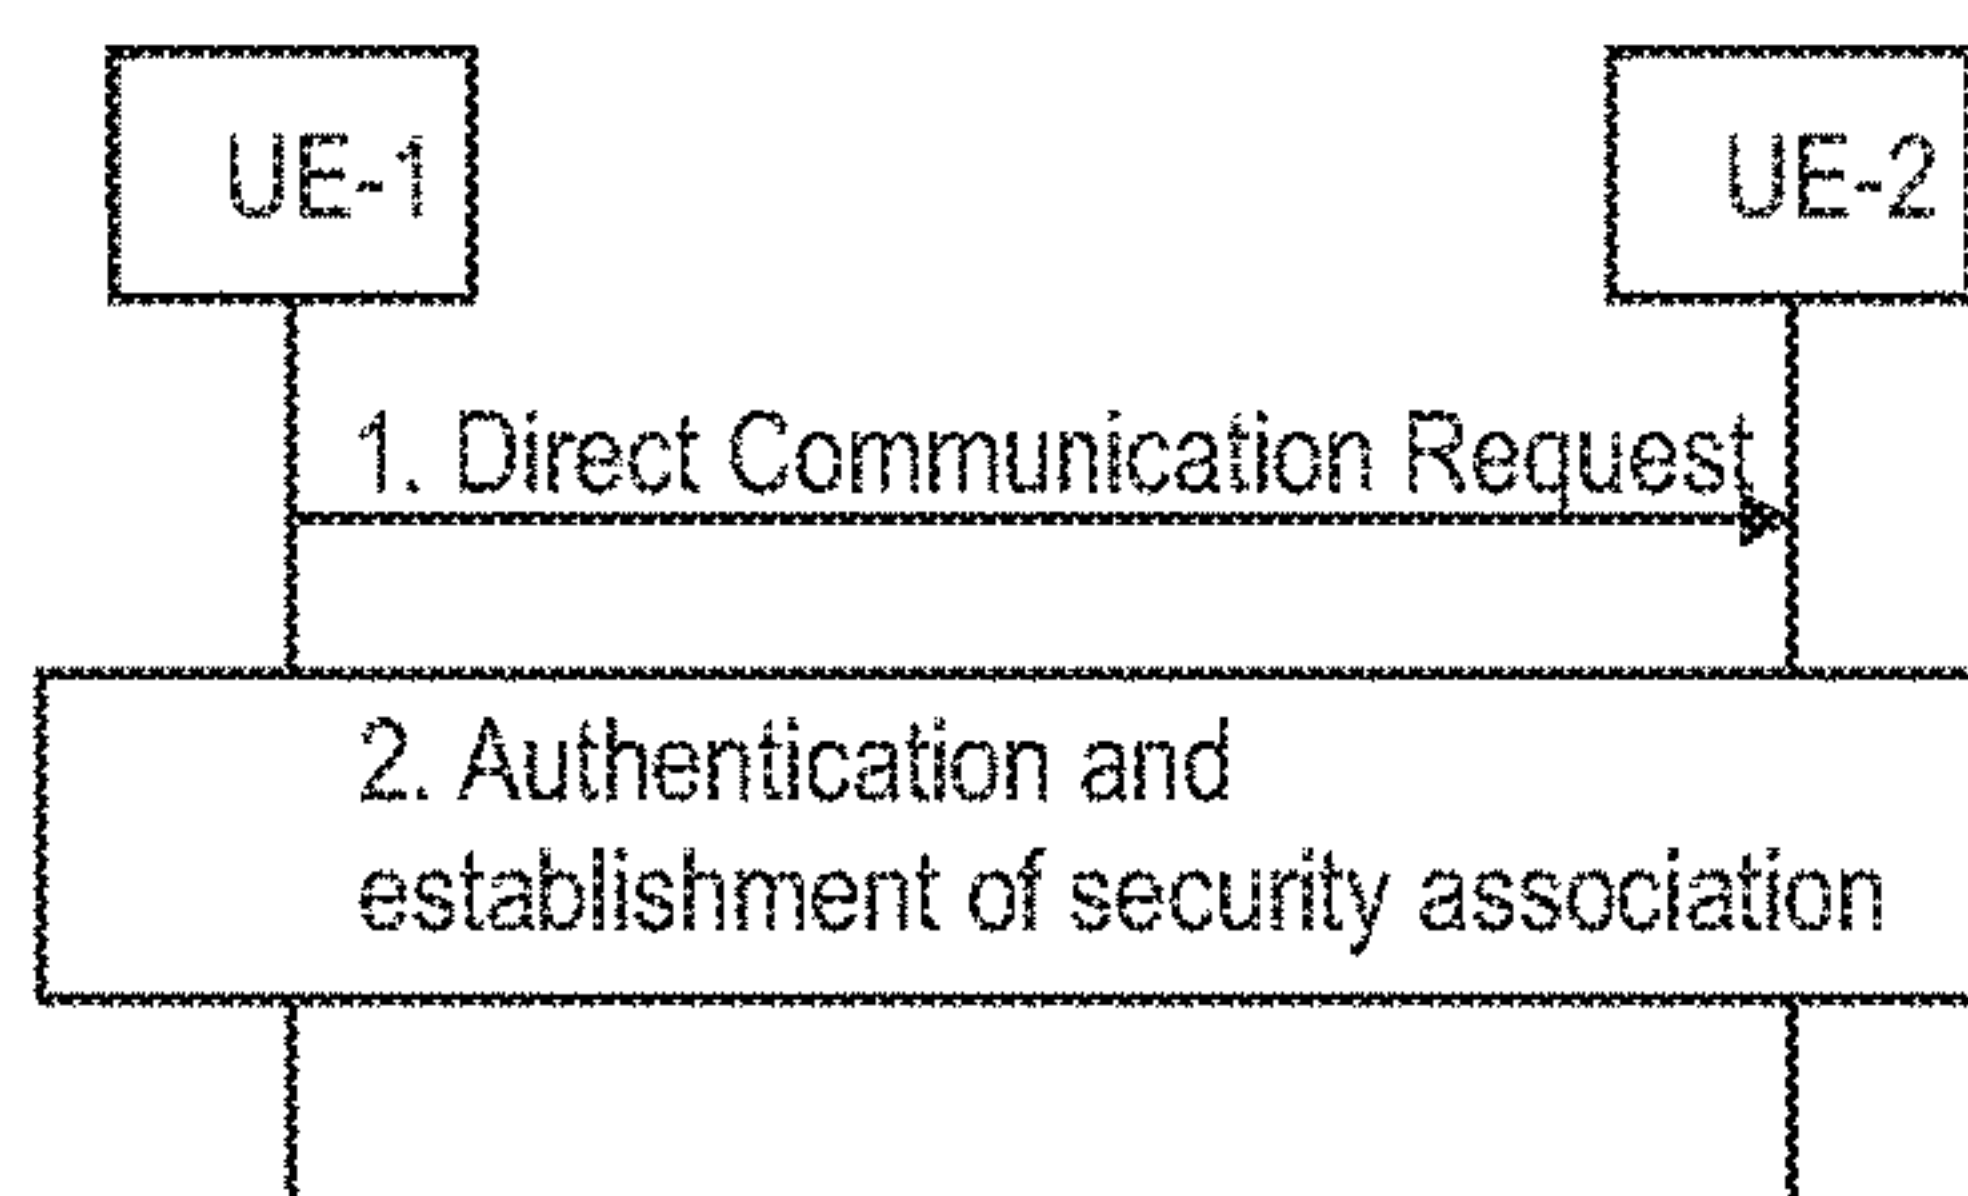 UE-1
UE-2
1. Direct Communication Request
2. Authentication and
establishment of security association